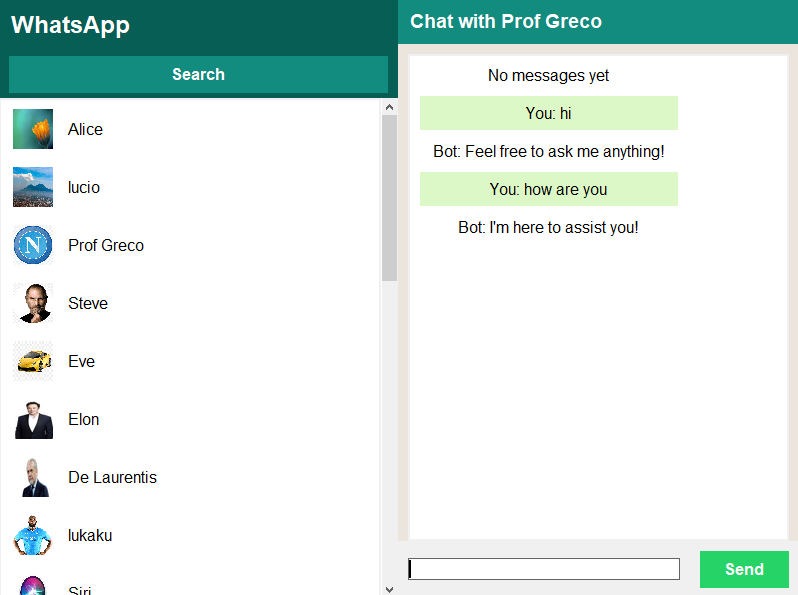 WhatsApp
Search
Alice
lucio
N
Prof Greco
Steve
Eve
Elon
De Laurentis
lukaku
Siri
Chat with Prof Greco
No messages yet
You: hi
Bot: Feel free to ask me anything!
You: how are you
Bot: I'm here to assist you!
Send